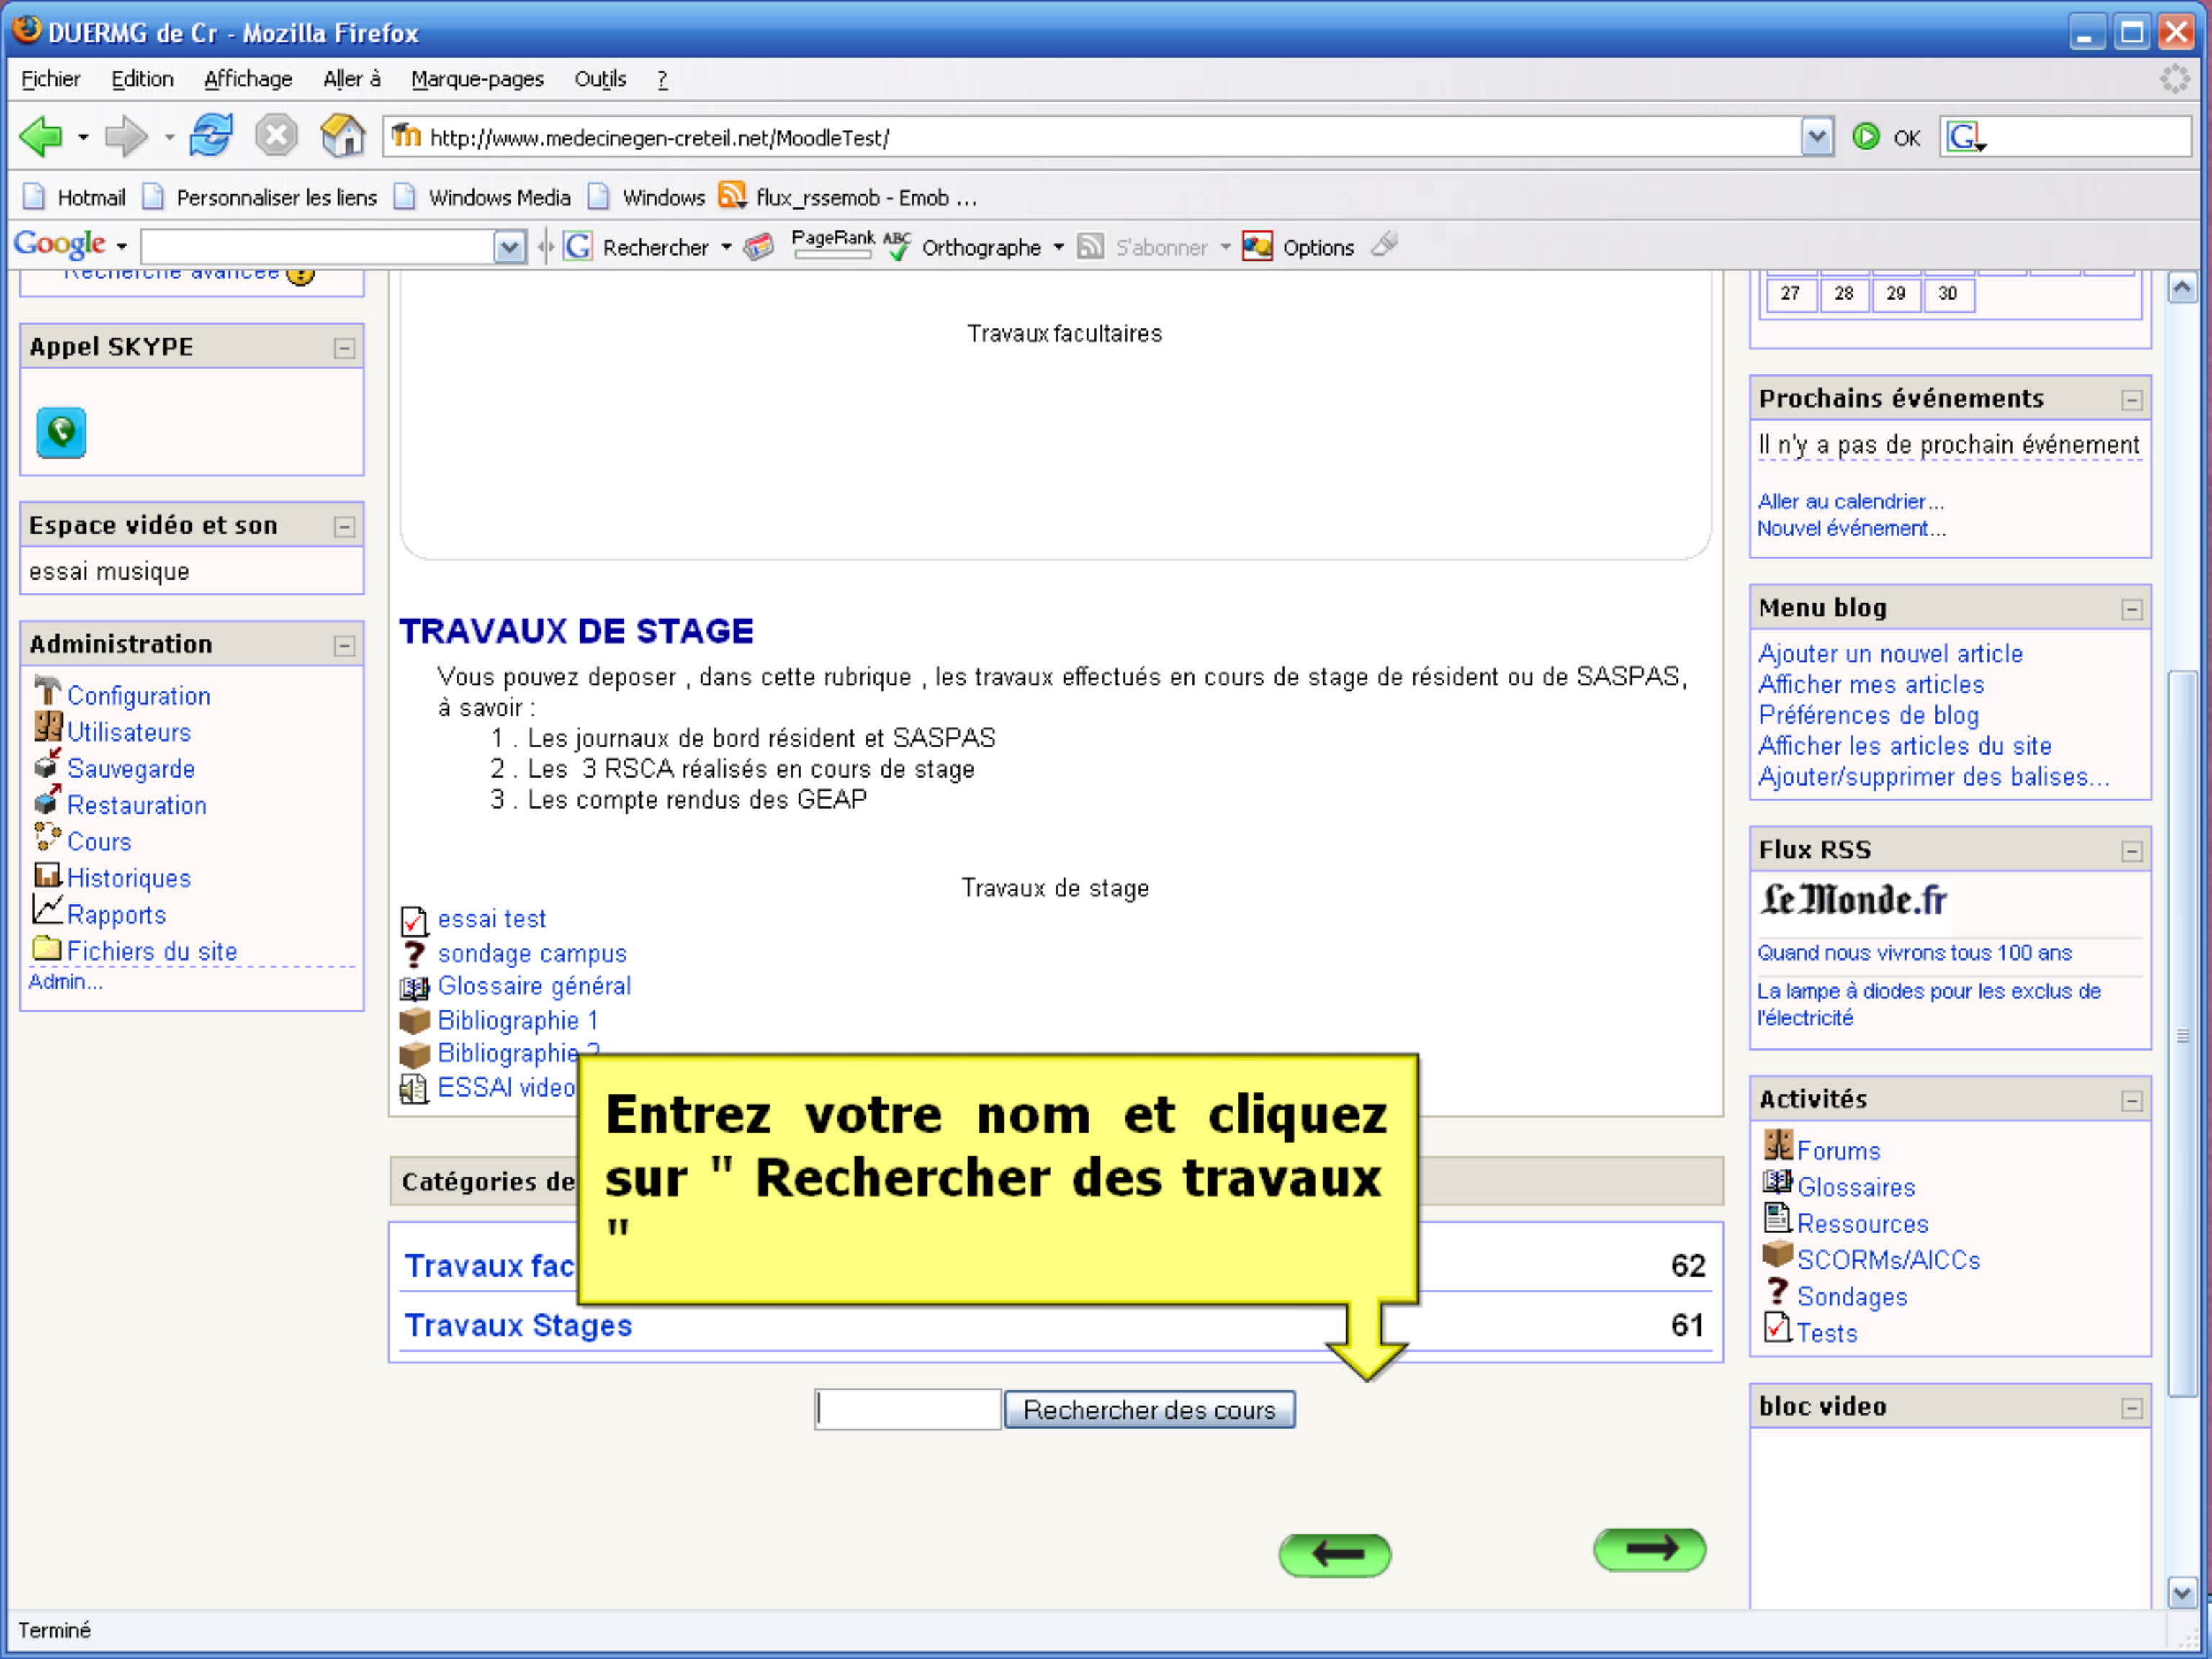 DUERMG de Cr - Mozilla Firefox
Fichier Edition Affichage Aller à Marque-pages Outils ?
http://www.medecinegen-creteil.net/MoodleTest/ OK
Hotmail Personnaliser les liens Windows Media Windows flux_rssemob - Emob ...
Google Rechercher PageRank Orthographe S'abonner Options
Recherche avancée
Appel SKYPE
Espace vidéo et son
essai musique
Administration
Configuration
Utilisateurs
Sauvegarde
Restauration
Cours
Historiques
Rapports
Fichiers du site
Admin...
Travaux facultaires
TRAVAUX DE STAGE
Vous pouvez deposer , dans cette rubrique , les travaux effectués en cours de stage de résident ou de SASPAS,
à savoir :
1 . Les journaux de bord résident et SASPAS
2 . Les 3 RSCA réalisés en cours de stage
3 . Les compte rendus des GEAP
Travaux de stage
essai test
sondage campus
Glossaire général
Bibliographie 1
Bibliographie 2
ESSAI video
Entrez votre nom et cliquez
sur " Rechercher des travaux
"
Catégories de
Travaux fac 62
Travaux Stages 61
Rechercher des cours
27 28 29 30
Prochains événements
Il n'y a pas de prochain événement
Aller au calendrier...
Nouvel événement...
Menu blog
Ajouter un nouvel article
Afficher mes articles
Préférences de blog
Afficher les articles du site
Ajouter/supprimer des balises...
Flux RSS
Le Monde.fr
Quand nous vivrons tous 100 ans
La lampe à diodes pour les exclus de
l'électricité
Activités
Forums
Glossaires
Ressources
SCORMs/AICCs
Sondages
Tests
bloc video
Terminé